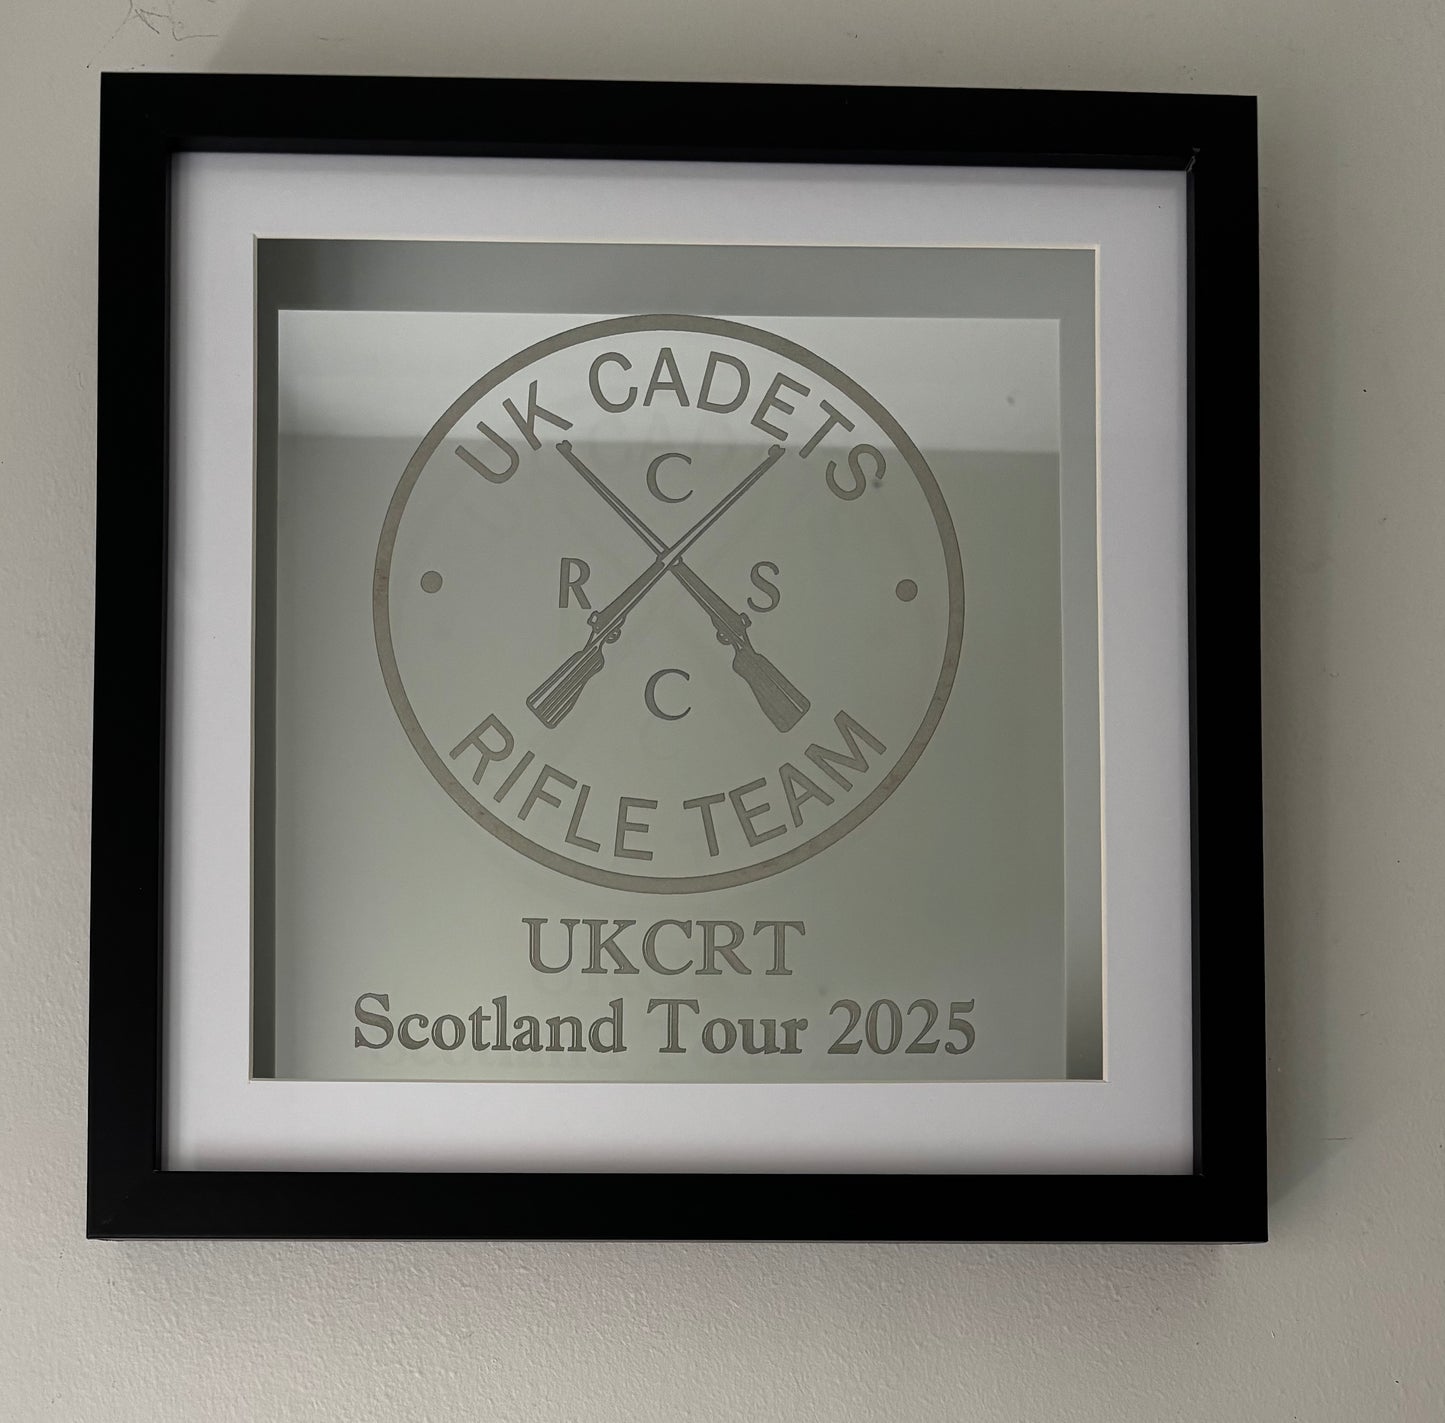 UK CADETS
C
R S
C
RIFLE TEAM
UKCRT
Scotland Tour 2025